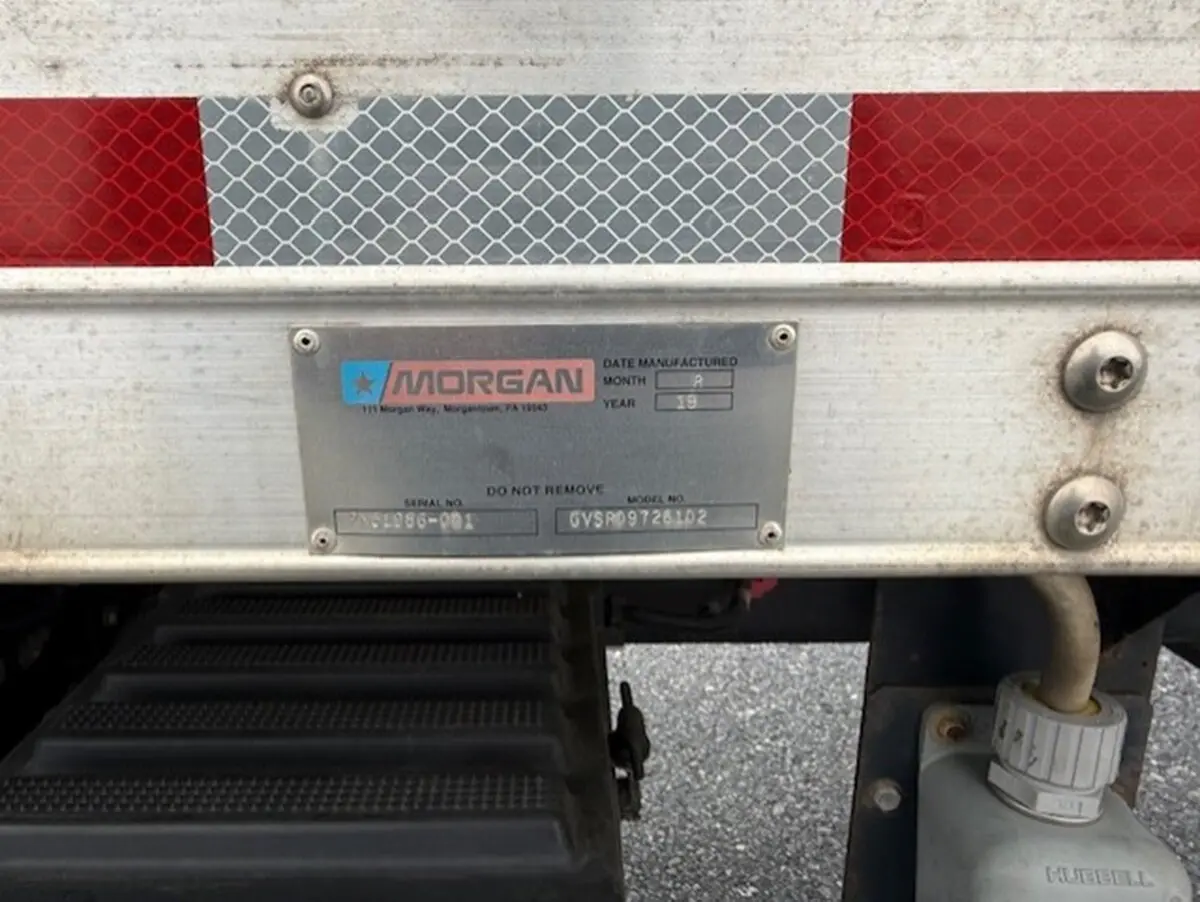 MORGAN
111 Morgan Way, Morgantown, PA 19543
DATE MANUFACTURED
MONTH
YEAR 19
DO NOT REMOVE
SERIAL NO. MODEL NO.
GVSR09726102
HUBBELL